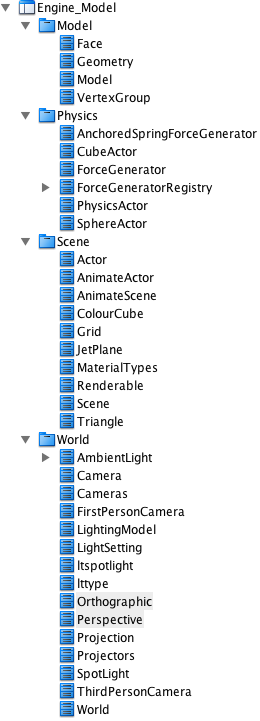 Engine_Model
Model
Face
Geometry
Model
VertexGroup
Physics
AnchoredSpringForceGenerator
CubeActor
ForceGenerator
ForceGeneratorRegistry
PhysicsActor
SphereActor
Scene
Actor
AnimateActor
AnimateScene
ColourCube
Grid
JetPlane
MaterialTypes
Renderable
Scene
Triangle
World
AmbientLight
Camera
Cameras
FirstPersonCamera
LightingModel
LightSetting
ltspotlight
lttype
Orthographic
Perspective
Projection
Projectors
SpotLight
ThirdPersonCamera
World